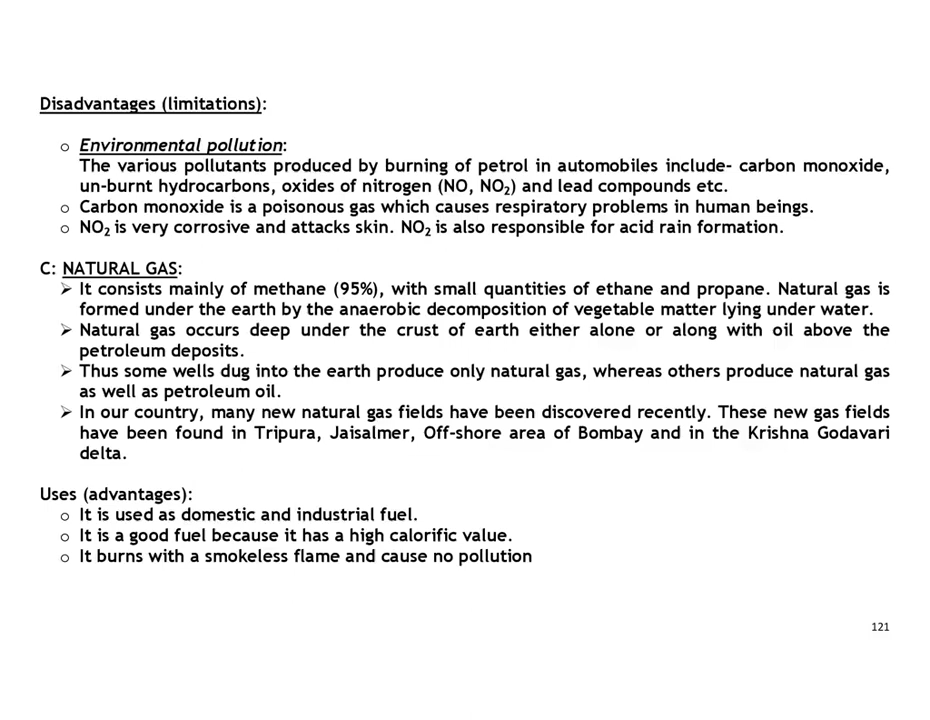 Disadvantages (limitations):
o Environmental pollution:
The various pollutants produced by burning of petrol in automobiles include- carbon monoxide,
un-burnt hydrocarbons, oxides of nitrogen (NO, NO₂) and lead compounds etc.
o Carbon monoxide is a poisonous gas which causes respiratory problems in human beings.
o NO₂ is very corrosive and attacks skin. NO₂ is also responsible for acid rain formation.
C: NATURAL GAS:
➢ It consists mainly of methane (95%), with small quantities of ethane and propane. Natural gas is
formed under the earth by the anaerobic decomposition of vegetable matter lying under water.
➢ Natural gas occurs deep under the crust of earth either alone or along with oil above the
petroleum deposits.
➢ Thus some wells dug into the earth produce only natural gas, whereas others produce natural gas
as well as petroleum oil.
➢ In our country, many new natural gas fields have been discovered recently. These new gas fields
have been found in Tripura, Jaisalmer, Off-shore area of Bombay and in the Krishna Godavari
delta.
Uses (advantages):
o It is used as domestic and industrial fuel.
o It is a good fuel because it has a high calorific value.
o It burns with a smokeless flame and cause no pollution
121